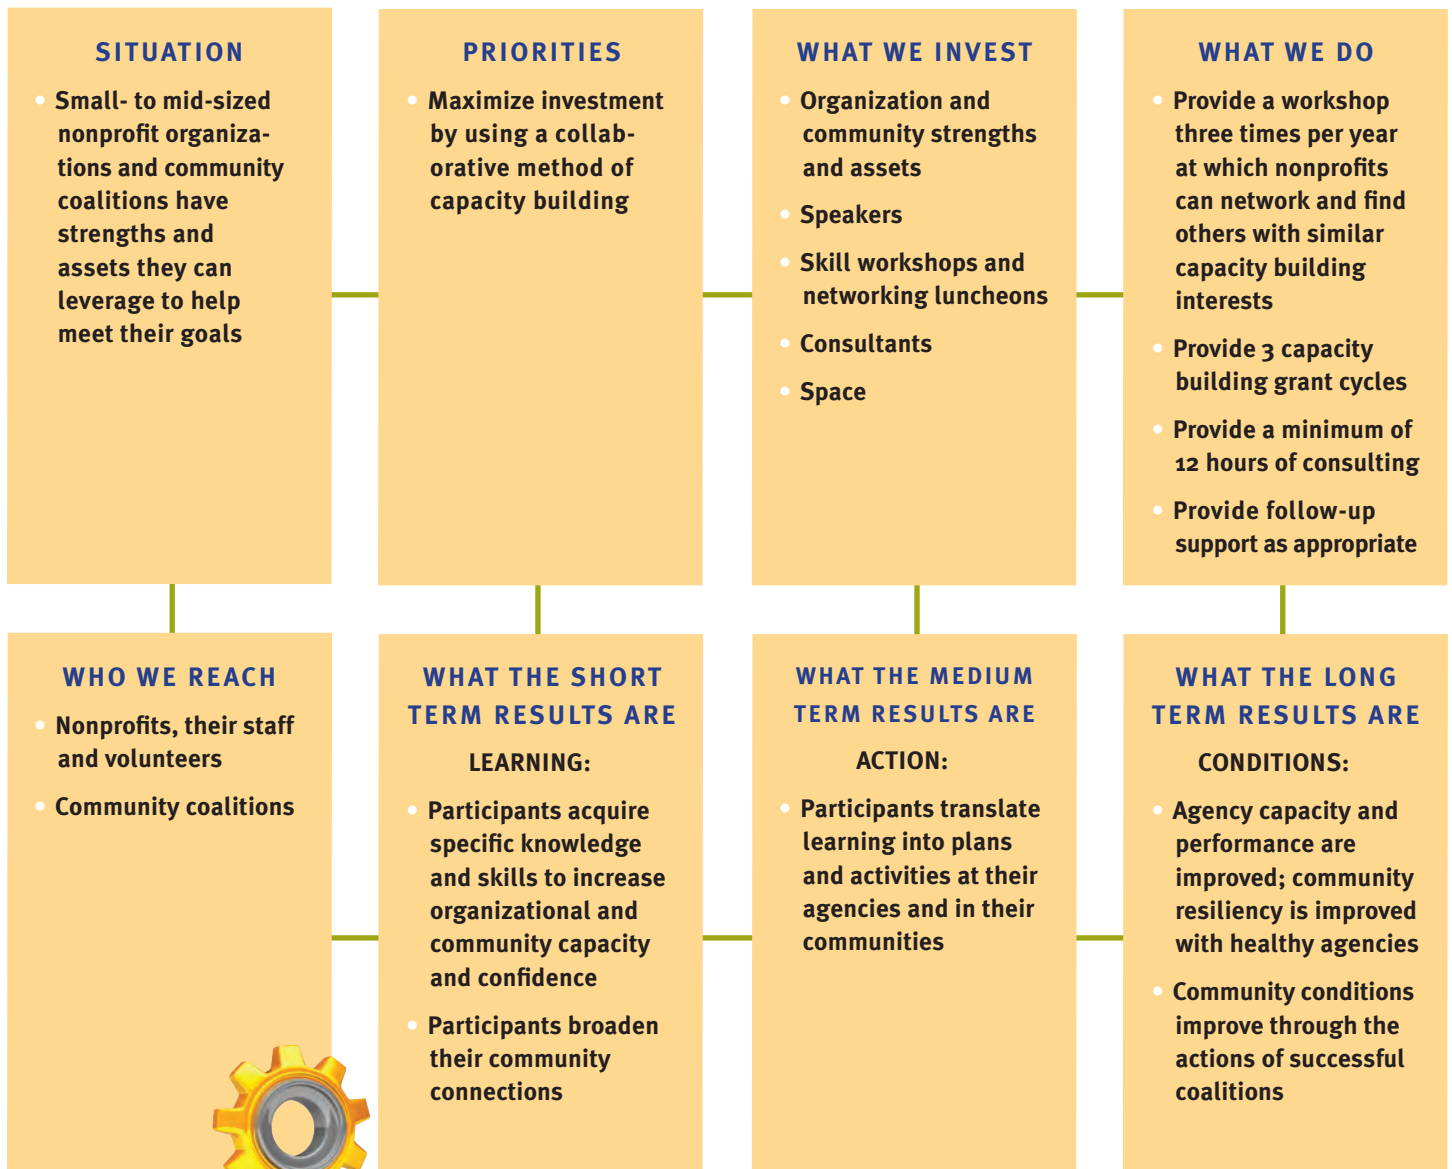 SITUATION
• Small- to mid-sized
nonprofit organiza-
tions and community
coalitions have
strengths and
assets they can
leverage to help
meet their goals
PRIORITIES
• Maximize investment
by using a collab-
orative method of
capacity building
WHAT WE INVEST
• Organization and
community strengths
and assets
• Speakers
• Skill workshops and
networking luncheons
• Consultants
• Space
WHAT WE DO
• Provide a workshop
three times per year
at which nonprofits
can network and find
others with similar
capacity building
interests
• Provide 3 capacity
building grant cycles
• Provide a minimum of
12 hours of consulting
• Provide follow-up
support as appropriate
WHO WE REACH
• Nonprofits, their staff
and volunteers
• Community coalitions
WHAT THE SHORT
TERM RESULTS ARE
LEARNING:
• Participants acquire
specific knowledge
and skills to increase
organizational and
community capacity
and confidence
• Participants broaden
their community
connections
WHAT THE MEDIUM
TERM RESULTS ARE
ACTION:
• Participants translate
learning into plans
and activities at their
agencies and in their
communities
WHAT THE LONG
TERM RESULTS ARE
CONDITIONS:
• Agency capacity and
performance are
improved; community
resiliency is improved
with healthy agencies
• Community conditions
improve through the
actions of successful
coalitions